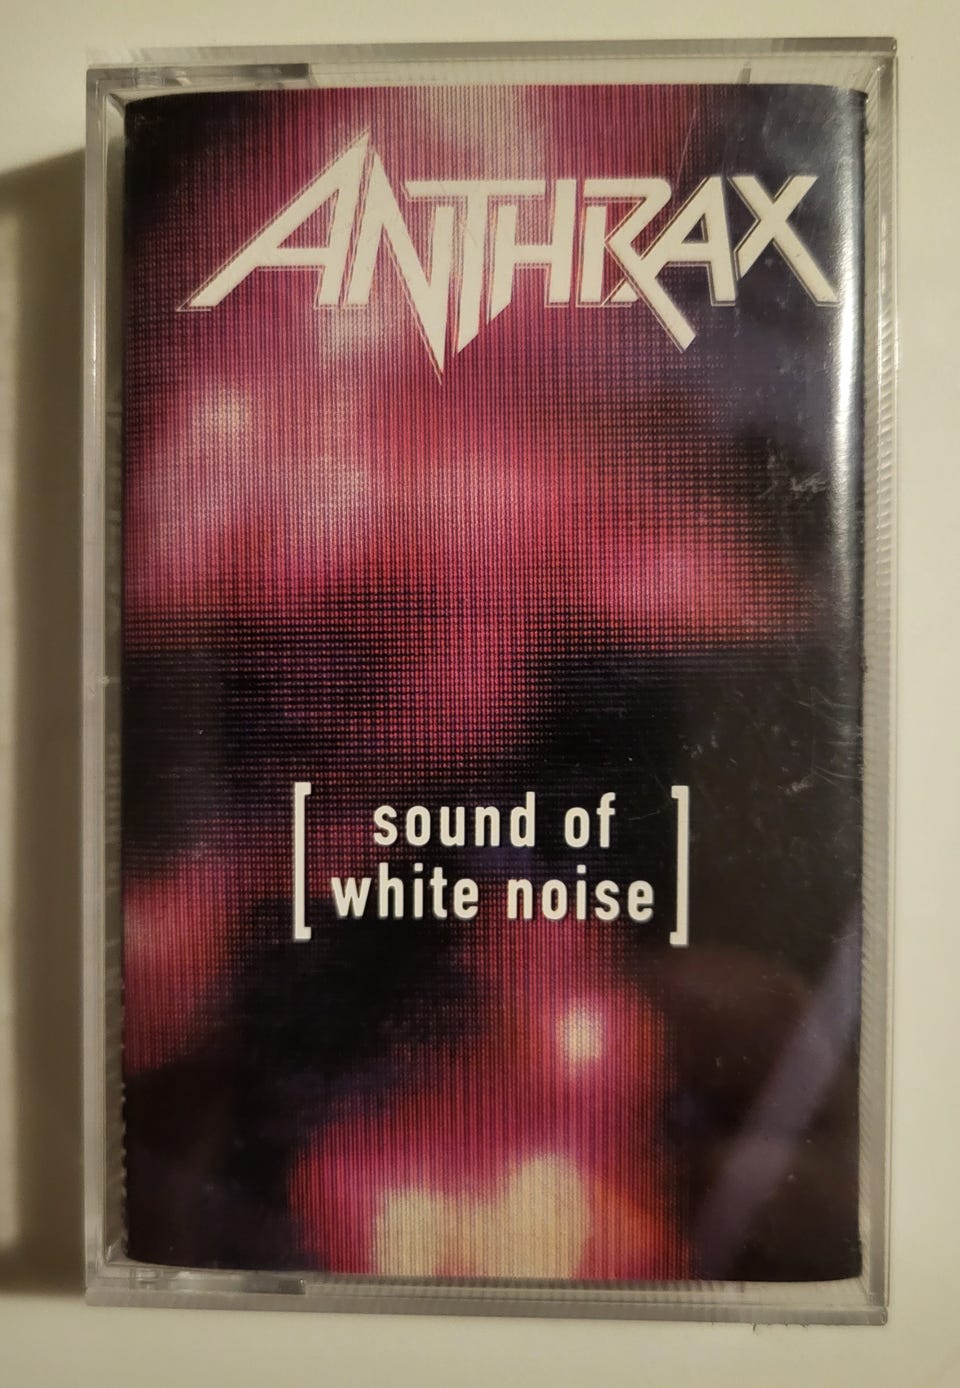 ANTHRAX
[ sound of
white noise ]